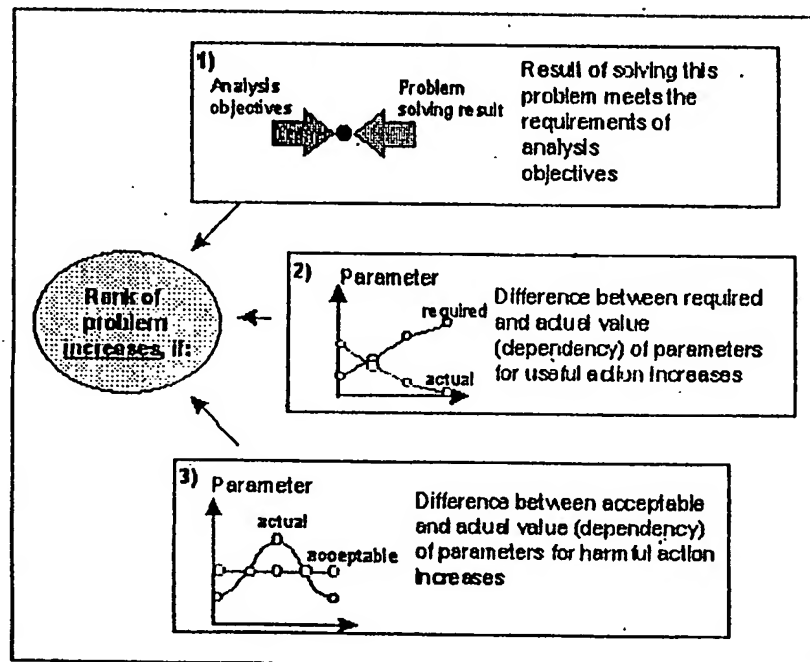 1)
Analysis
objectives
Problem
solving result
Result of solving this
problem meets the
requirements of
analysis
objectives
Rank of
problem
increases, if:
2)
Parameter
required
actual
Difference between required
and actual value
(dependency) of parameters
for useful action increases
3)
Parameter
actual
acceptable
Difference between acceptable
and actual value (dependency)
of parameters for harmful action
increases